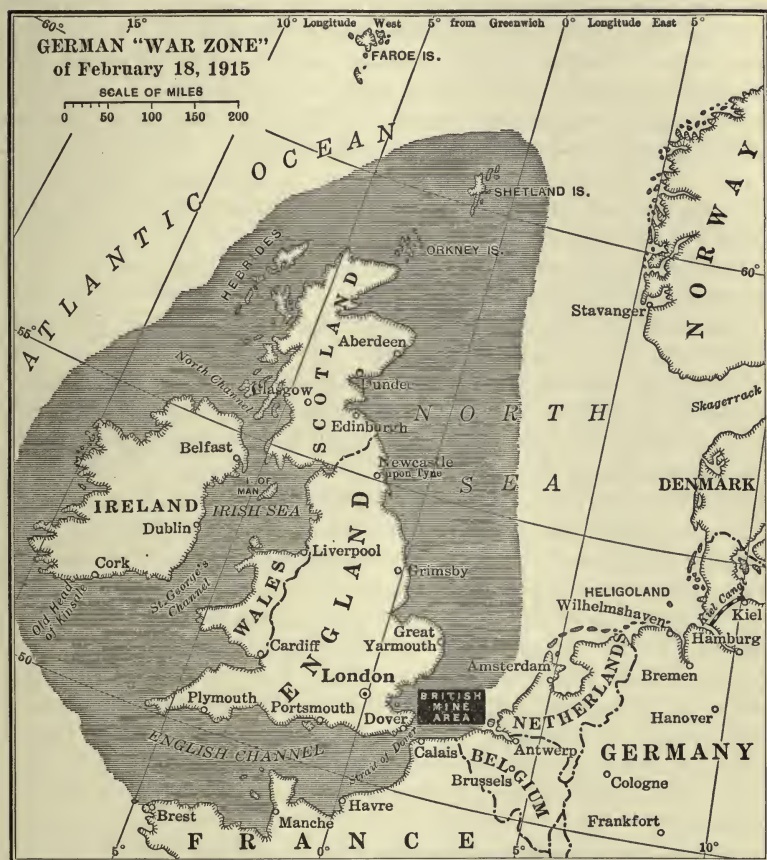 60° 15° 10° Longitude West 5° from Greenwich 0° Longitude East 5°
GERMAN "WAR ZONE"
of February 18, 1915
SCALE OF MILES
0 50 100 150 200
FAROE IS.
ATLANTIC OCEAN
SHETLAND IS.
ORKNEY IS.
HEBRIDES
NORWAY
60°
Stavanger
55°
SCOTLAND
Aberdeen
Dundee
North Channel
Glasgow
Edinburgh
NORTH
SEA
Skagerrack
Belfast
Newcastle
upon Tyne
DENMARK
I. OF
MAN
IRELAND
IRISH SEA
Dublin
Liverpool
ENGLAND
Cork
Grimsby
St. George's
Channel
Old Head
of Kinsale
WALES
HELIGOLAND
Kiel Canal
Wilhelmshaven
Kiel
Hamburg
Great
Yarmouth
Cardiff
50
Amsterdam
Bremen
London
BRITISH
MINE
AREA
NETHERLANDS
Plymouth
Portsmouth
Dover
Hanover
ENGLISH CHANNEL
Strait of Dover
Calais
Antwerp
GERMANY
BELGIUM
Brussels
Cologne
Brest
Manche
Havre
Frankfort
FRANCE
5° 0° 5° 10°